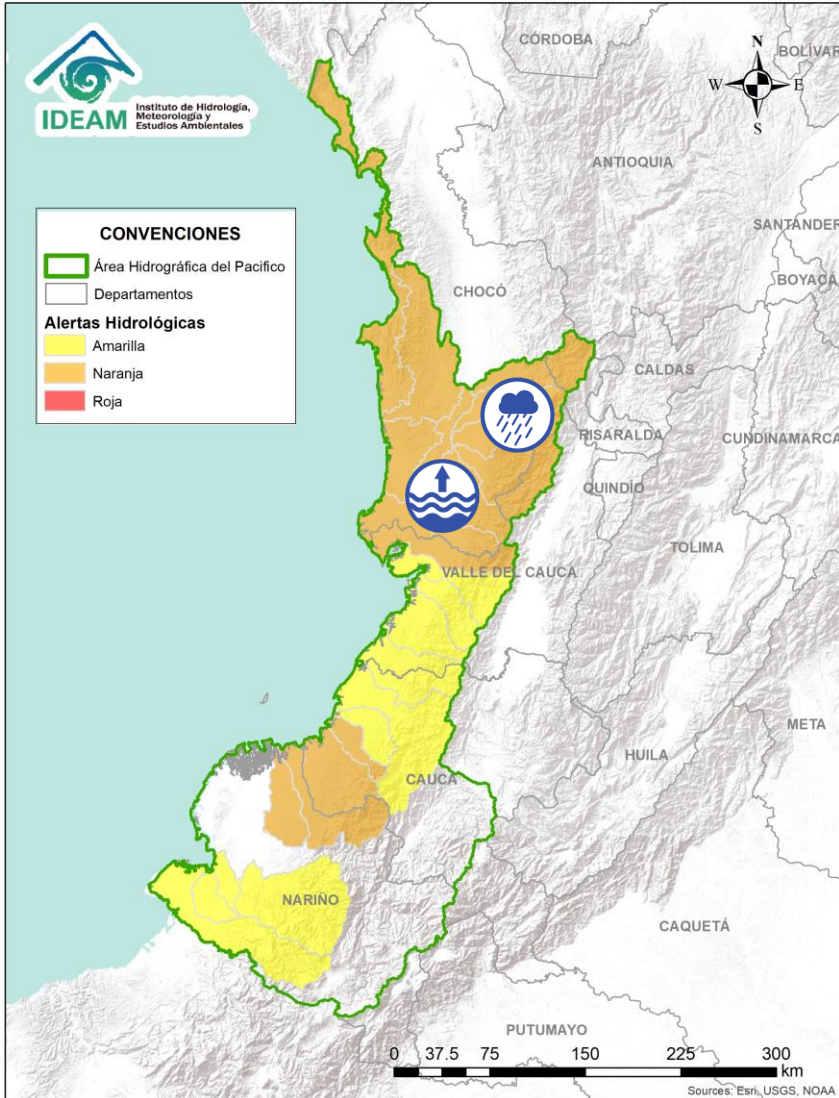 IDEAM
Instituto de Hidrología,
Meteorología y
Estudios Ambientales
CÓRDOBA
BOLÍVAR
N
W
E
S
ANTIOQUIA
SANTANDER
CONVENCIONES
Área Hidrográfica del Pacifico
Departamentos
Alertas Hidrológicas
Amarilla
Naranja
Roja
BOYACÁ
CHOCÓ
CALDAS
RISARALDA
CUNDINAMARCA
QUINDÍO
TOLIMA
VALLE DEL CAUCA
META
HUILA
CAUCA
NARIÑO
CAQUETÁ
PUTUMAYO
0 37.5 75 150 225 300
km
Sources: Esri, USGS, NOAA